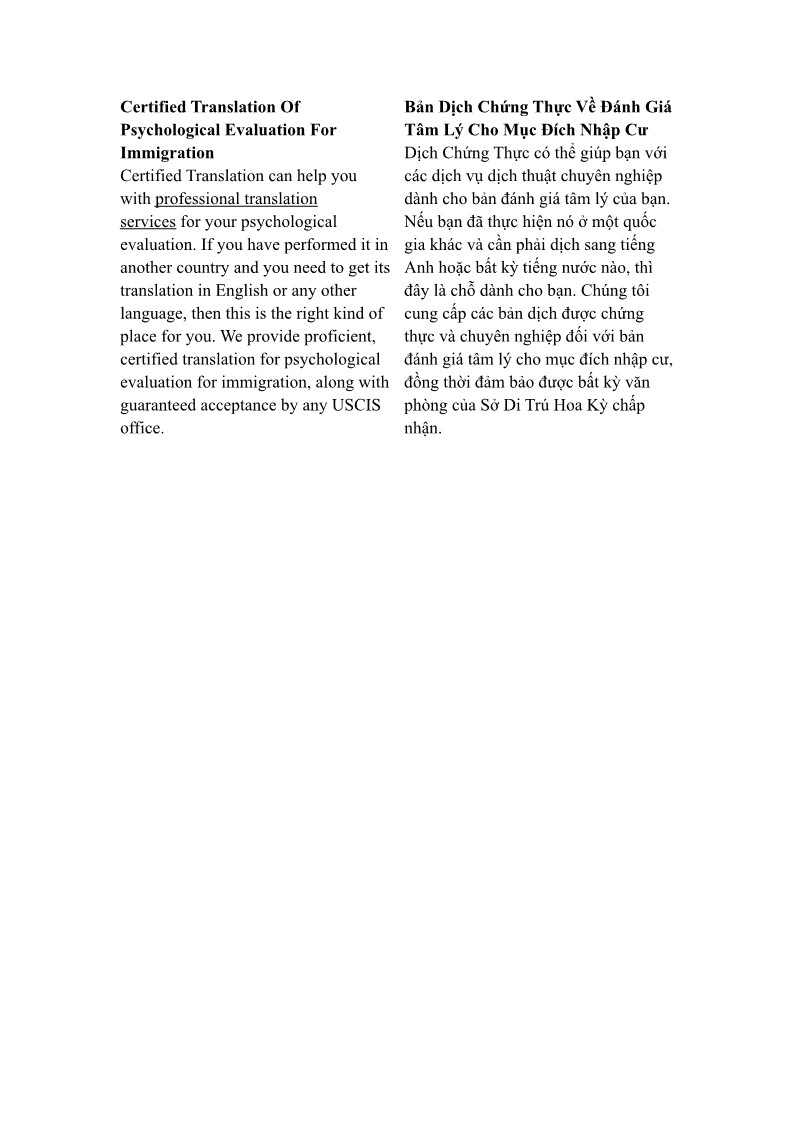 Certified Translation Of
Psychological Evaluation For
Immigration
Certified Translation can help you
with professional translation
services for your psychological
evaluation. If you have performed it in
another country and you need to get its
translation in English or any other
language, then this is the right kind of
place for you. We provide proficient,
certified translation for psychological
evaluation for immigration, along with
guaranteed acceptance by any USCIS
office.
Bản Dịch Chứng Thực Về Đánh Giá
Tâm Lý Cho Mục Đích Nhập Cư
Dịch Chứng Thực có thể giúp bạn với
các dịch vụ dịch thuật chuyên nghiệp
dành cho bản đánh giá tâm lý của bạn.
Nếu bạn đã thực hiện nó ở một quốc
gia khác và cần phải dịch sang tiếng
Anh hoặc bất kỳ tiếng nước nào, thì
đây là chỗ dành cho bạn. Chúng tôi
cung cấp các bản dịch được chứng
thực và chuyên nghiệp đối với bản
đánh giá tâm lý cho mục đích nhập cư,
đồng thời đảm bảo được bất kỳ văn
phòng của Sở Di Trú Hoa Kỳ chấp
nhận.